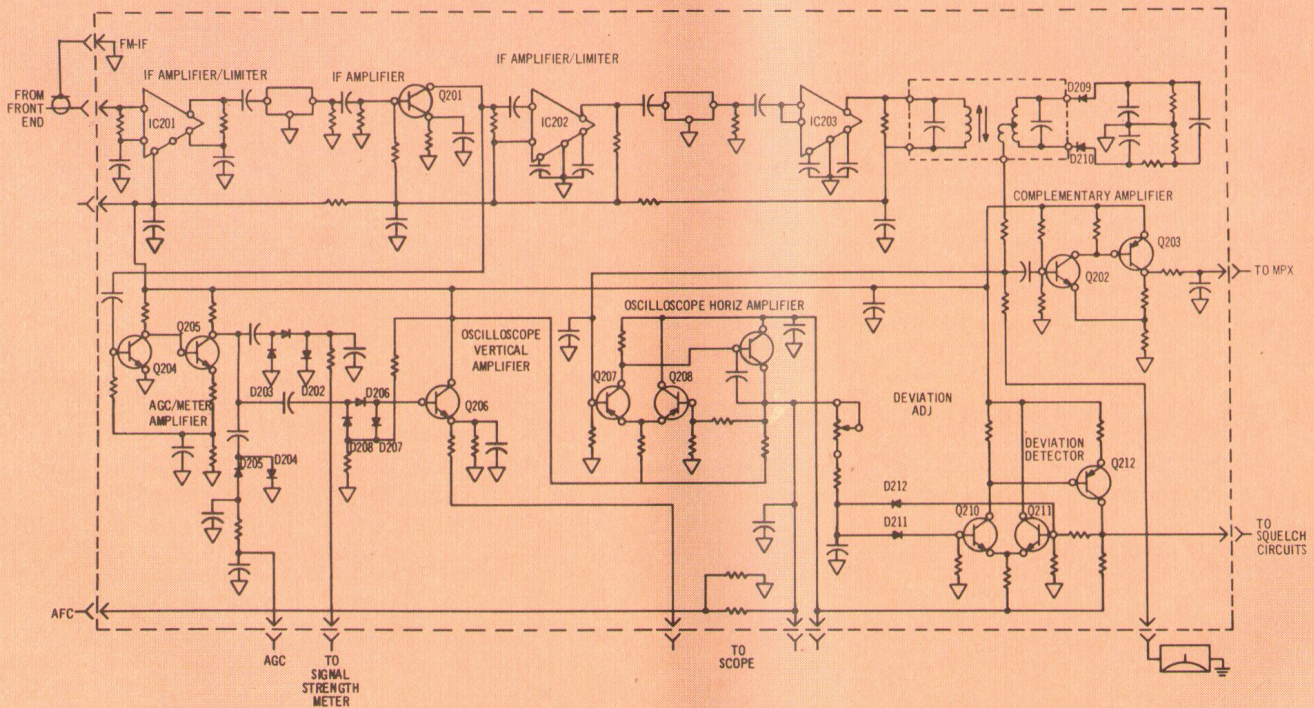 FM-IF
FROM
FRONT
END
IF AMPLIFIER/LIMITER
IC201
IF AMPLIFIER
Q201
IF AMPLIFIER/LIMITER
IC202
IC203
D209
D210
COMPLEMENTARY AMPLIFIER
Q203
Q202
TO MPX
Q205
Q204
AGC/METER
AMPLIFIER
D203
D202
D206
D208
D207
D205
D204
OSCILLOSCOPE
VERTICAL
AMPLIFIER
Q206
OSCILLOSCOPE HORIZ AMPLIFIER
Q207
Q208
DEVIATION
ADJ
D212
D211
DEVIATION
DETECTOR
Q212
Q210
Q211
TO
SQUELCH
CIRCUITS
AFC
AGC
TO
SIGNAL
STRENGTH
METER
TO
SCOPE